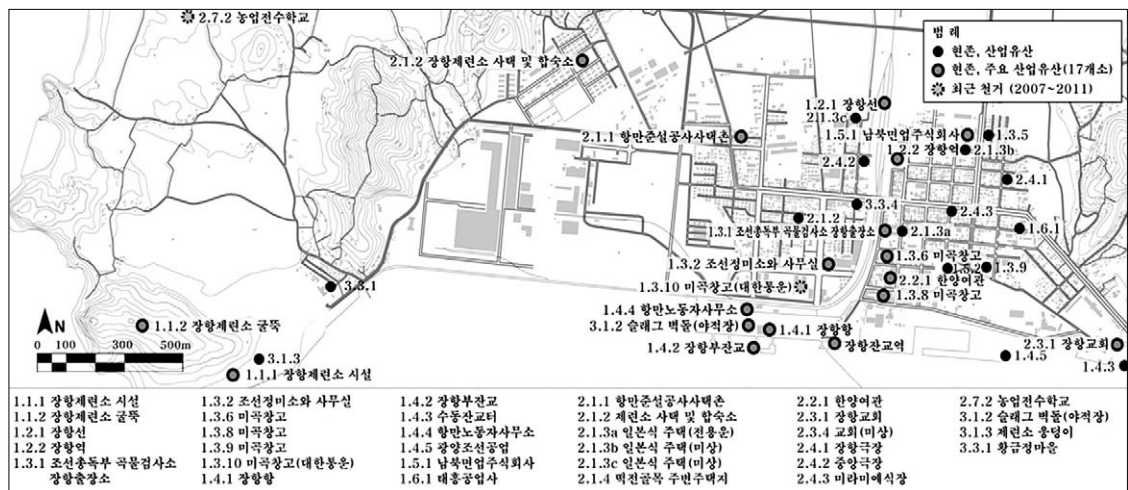 2.7.2 농업전수학교
범 례
현존, 산업유산
현존, 주요 산업유산(17개소)
최근 철거 (2007~2011)
2.1.2 장항제련소 사택 및 합숙소
1.2.1 장항선
2.1.3c
1.5.1 남북면업주식회사
1.3.5
2.1.1 항만준설공사사택촌
1.2.2 장항역
2.1.3b
2.4.2
2.4.1
3.3.4
2.4.3
2.1.2
1.6.1
1.3.1 조선총독부 곡물검사소 장항출장소
2.1.3a
1.3.6 미곡창고
1.3.2 조선정미소와 사무실
1.5.2
1.3.9
2.2.1 한양여관
3.3.1
1.3.10 미곡창고(대한통운)
1.3.8 미곡창고
1.4.4 항만노동자사무소
N
1.1.2 장항제련소 굴뚝
3.1.2 슬래그 벽돌(야적장)
1.4.1 장항항
0 100 200 300 500m
1.4.2 장항부잔교
장항잔교역
2.3.1 장항교회
3.1.3
1.4.5
1.4.3
1.1.1 장항제련소 시설
1.1.1 장항제련소 시설
1.1.2 장항제련소 굴뚝
1.2.1 장항선
1.2.2 장항역
1.3.1 조선총독부 곡물검사소
장항출장소
1.3.2 조선정미소와 사무실
1.3.6 미곡창고
1.3.8 미곡창고
1.3.9 미곡창고
1.3.10 미곡창고(대한통운)
1.4.1 장항항
1.4.2 장항부잔교
1.4.3 수동잔교터
1.4.4 항만노동자사무소
1.4.5 광양조선공업
1.5.1 남북면업주식회사
1.6.1 태흥공업사
2.1.1 항만준설공사사택촌
2.1.2 제련소 사택 및 합숙소
2.1.3a 일본식 주택(전용운)
2.1.3b 일본식 주택(미상)
2.1.3c 일본식 주택(미상)
2.1.4 떡전골목 주변주택지
2.2.1 한양여관
2.3.1 장항교회
2.3.4 교회(미상)
2.4.1 장항극장
2.4.2 중앙극장
2.4.3 미라미예식장
2.7.2 농업전수학교
3.1.2 슬래그 벽돌(야적장)
3.1.3 제련소 웅덩이
3.3.1 황금정마을